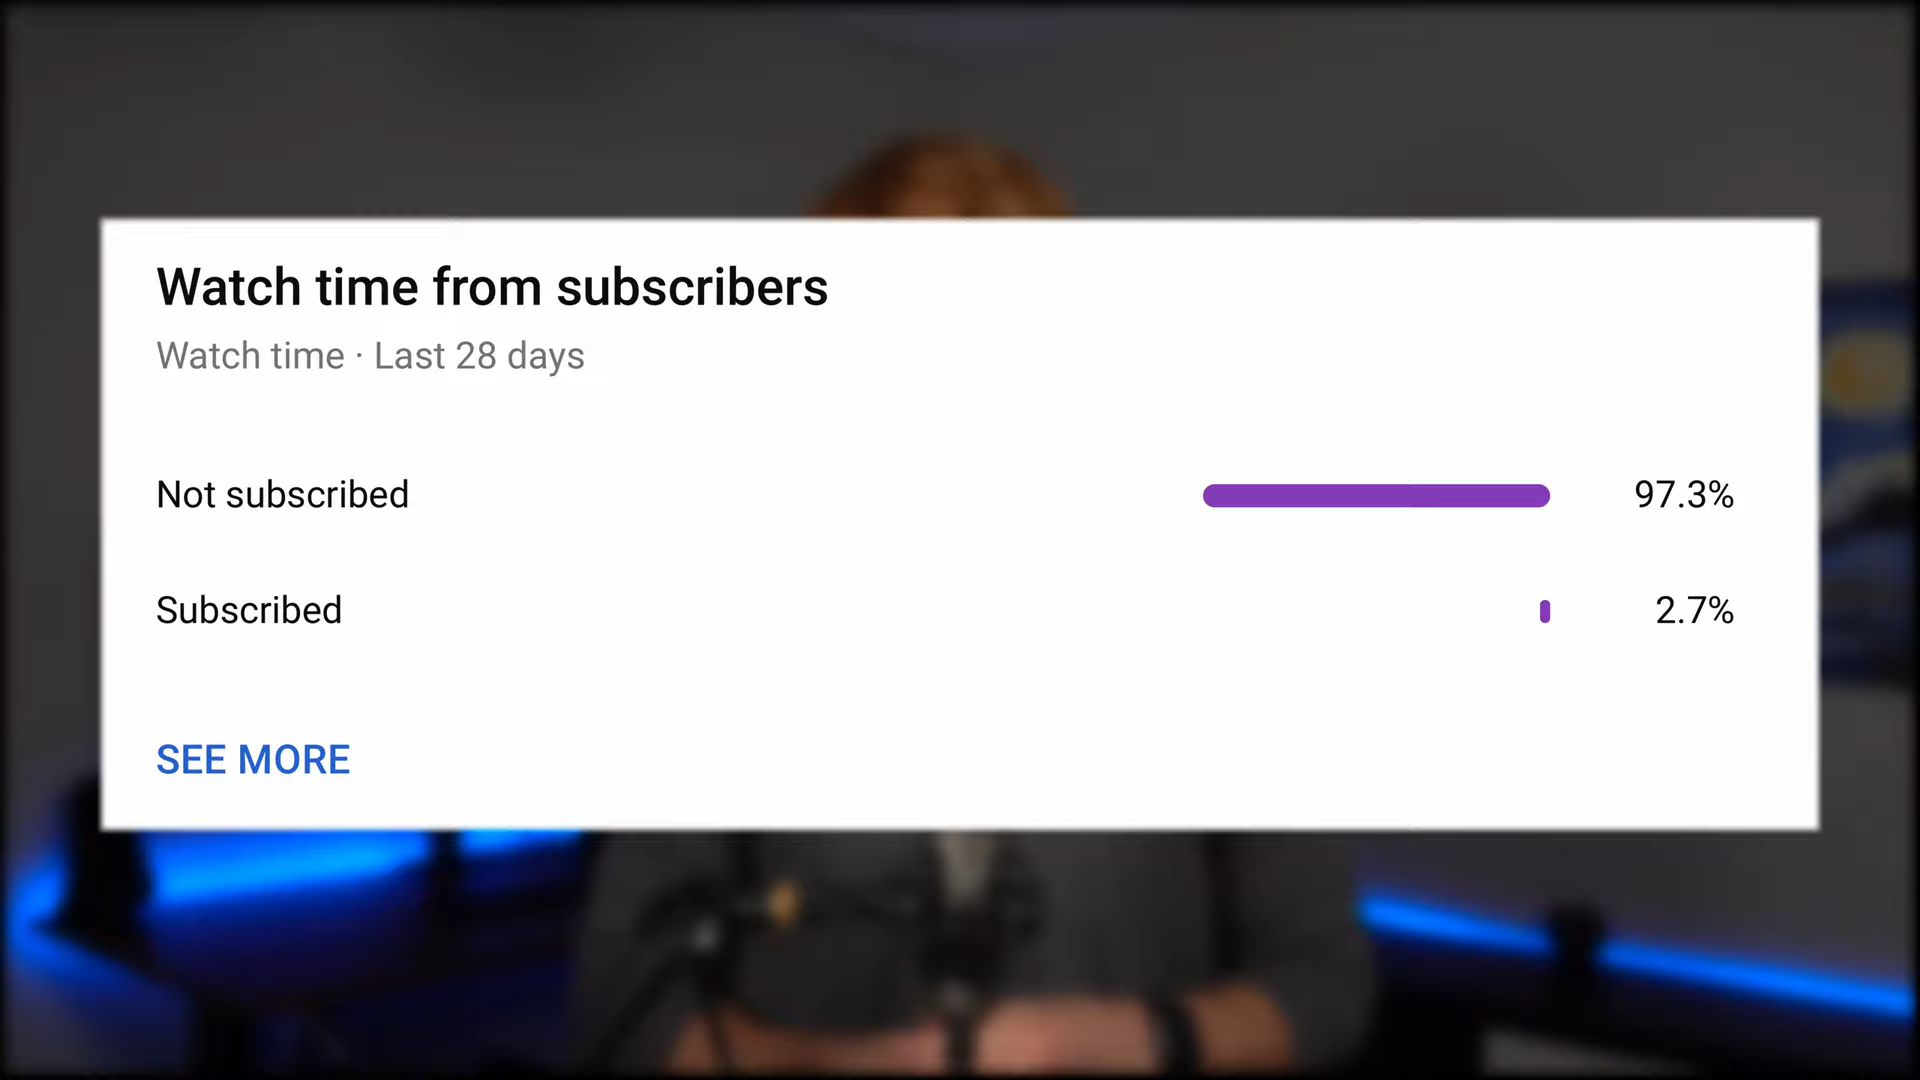 Watch time from subscribers
Watch time · Last 28 days
Not subscribed 97.3%
Subscribed 2.7%
SEE MORE